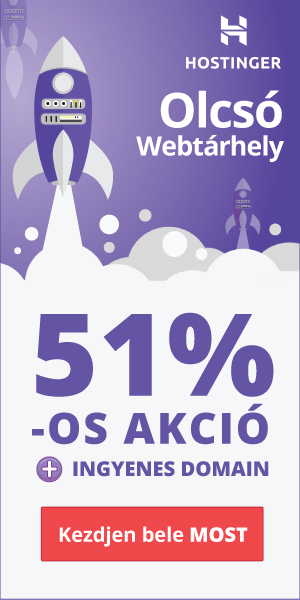 HOSTINGER
Olcsó
Webtárhely
51%
-OS AKCIÓ
+ INGYENES DOMAIN
Kezdjen bele MOST